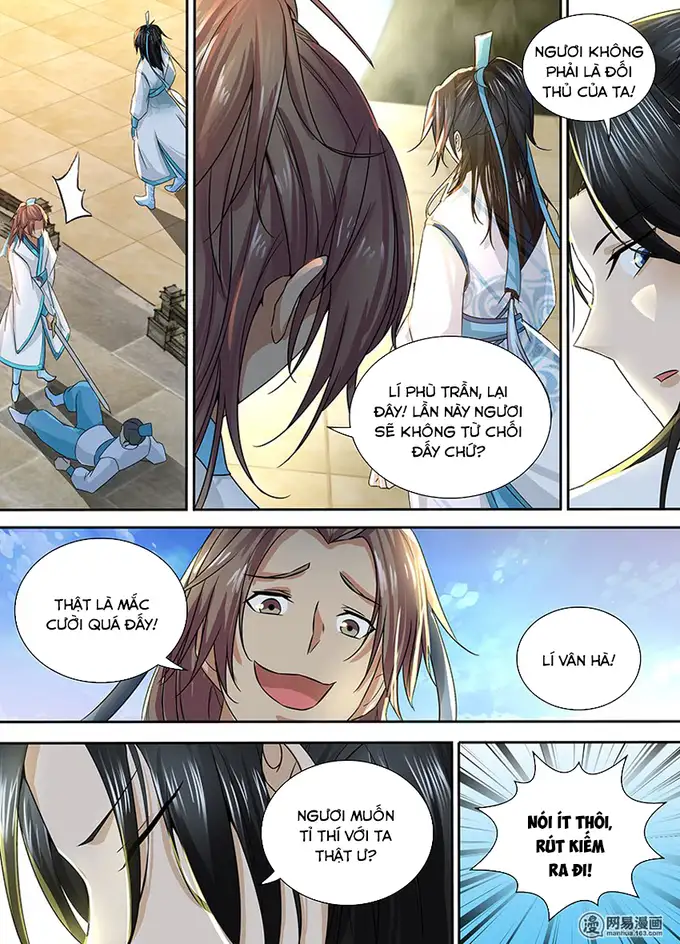 NGƯƠI KHÔNG
PHẢI LÀ ĐỐI
THỦ CỦA TA!
LÍ PHÙ TRẦN, LẠI
ĐÂY! LẦN NÀY NGƯƠI
SẼ KHÔNG TỪ CHỐI
ĐẤY CHỨ?
THẬT LÀ MẮC
CƯỜI QUÁ ĐẤY!
LÍ VÂN HÀ!
NGƯƠI MUỐN
TỈ THÍ VỚI TA
THẬT Ư?
NÓI ÍT THÔI,
RÚT KIẾM
RA ĐI!
漫 网易漫画
manhua.163.com